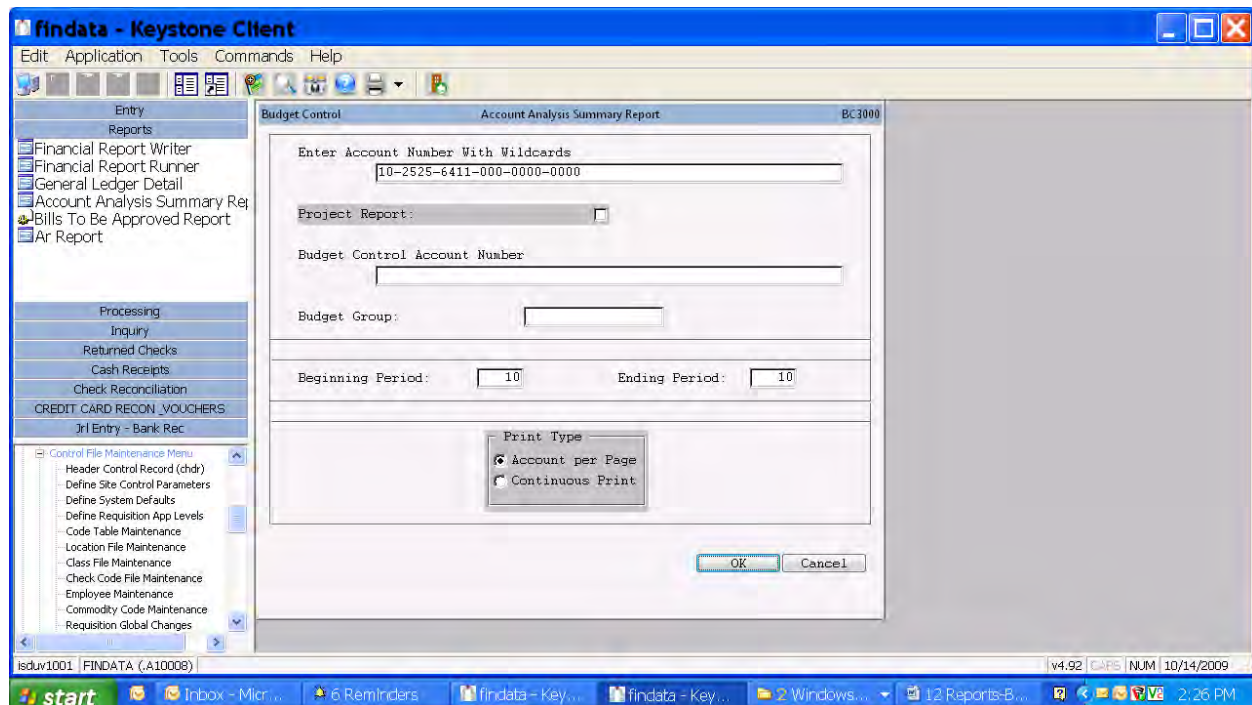 findata - Keystone Client
Edit Application Tools Commands Help
Entry
Reports
Financial Report Writer
Financial Report Runner
General Ledger Detail
Account Analysis Summary Rep
Bills To Be Approved Report
Ar Report
Processing
Inquiry
Returned Checks
Cash Receipts
Check Reconciliation
CREDIT CARD RECON_VOUCHERS
Jrl Entry - Bank Rec
Control File Maintenance Menu
Header Control Record (chdr)
Define Site Control Parameters
Define System Defaults
Define Requisition App Levels
Code Table Maintenance
Location File Maintenance
Class File Maintenance
Check Code File Maintenance
Employee Maintenance
Commodity Code Maintenance
Requisition Global Changes
Budget Control Account Analysis Summary Report BC3000
Enter Account Number With Wildcards
10-2525-6411-000-0000-0000
Project Report:
Budget Control Account Number
Budget Group:
Beginning Period: 10 Ending Period: 10
Print Type
Account per Page
Continuous Print
OK Cancel
isduv1001 FINDATA (.A10008) v4.92 CAPS NUM 10/14/2009
start Inbox - Micr... 6 Reminders findata - Key... findata - Key... 2 Windows... 12 Reports-B... 2:26 PM